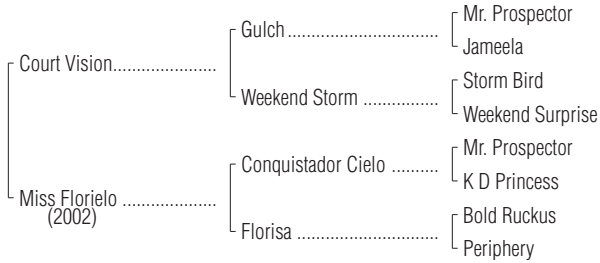 Mr. Prospector
Gulch..................................
Jameela
Court Vision.......................
Storm Bird
Weekend Storm .................
Weekend Surprise
Mr. Prospector
Conquistador Cielo ..........
K D Princess
Miss Florielo .....................
(2002)
Bold Ruckus
Florisa ................................
Periphery